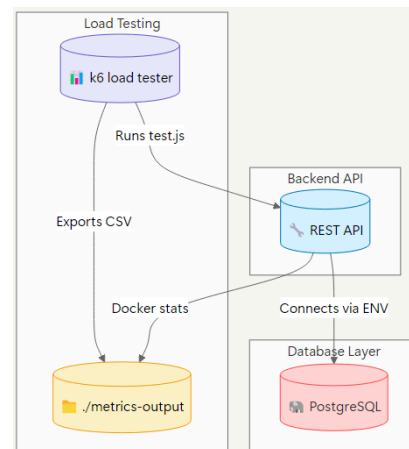 Load Testing
k6 load tester
Runs test.js
Backend API
REST API
Exports CSV
Docker stats
Connects via ENV
Database Layer
./metrics-output
PostgreSQL